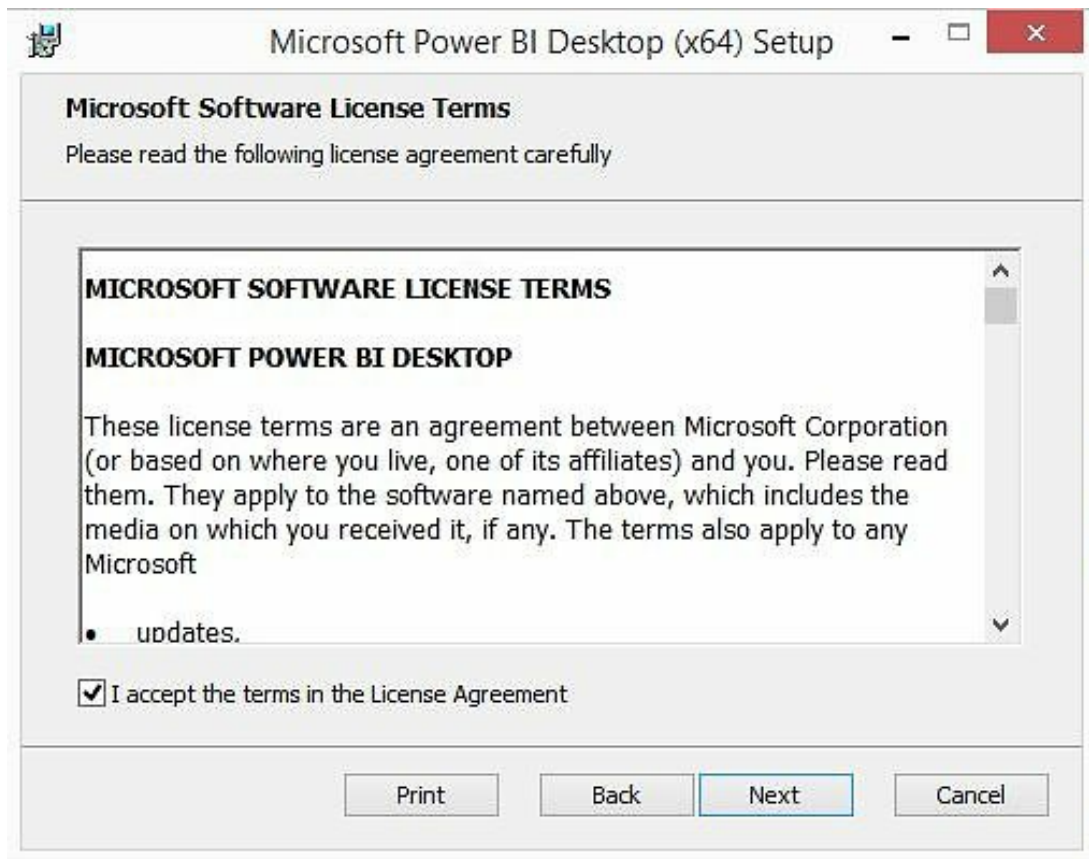 Microsoft Power BI Desktop (x64) Setup
Microsoft Software License Terms
Please read the following license agreement carefully
MICROSOFT SOFTWARE LICENSE TERMS
MICROSOFT POWER BI DESKTOP
These license terms are an agreement between Microsoft Corporation
(or based on where you live, one of its affiliates) and you. Please read
them. They apply to the software named above, which includes the
media on which you received it, if any. The terms also apply to any
Microsoft
• updates,
I accept the terms in the License Agreement
Print Back Next Cancel